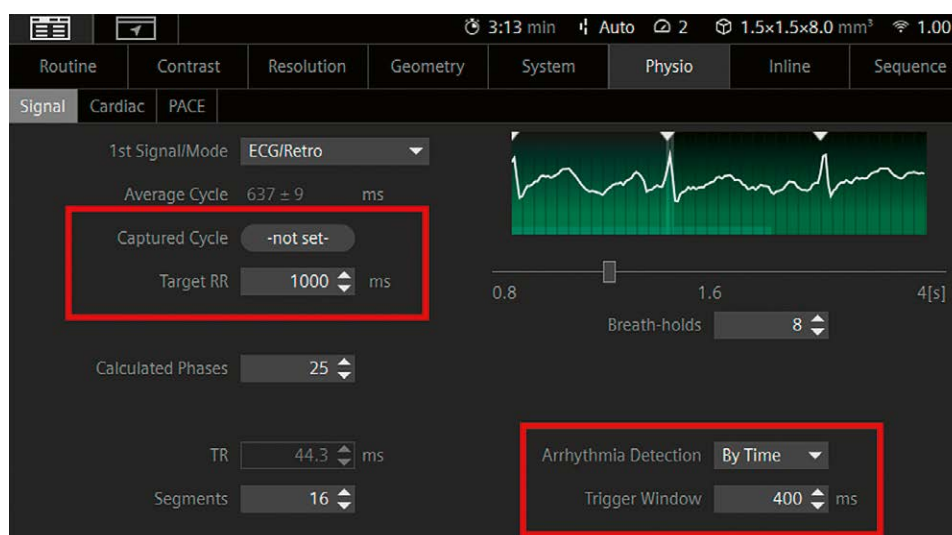 3:13 min Auto 2 1.5×1.5×8.0 mm³ 1.00
Routine Contrast Resolution Geometry System Physio Inline Sequence
Signal Cardiac PACE
1st Signal/Mode ECG/Retro
Average Cycle 637 ± 9 ms
Captured Cycle -not set-
Target RR 1000 ms
0.8 1.6 4[s]
Breath-holds 8
Calculated Phases 25
TR 44.3 ms
Arrhythmia Detection By Time
Segments 16
Trigger Window 400 ms